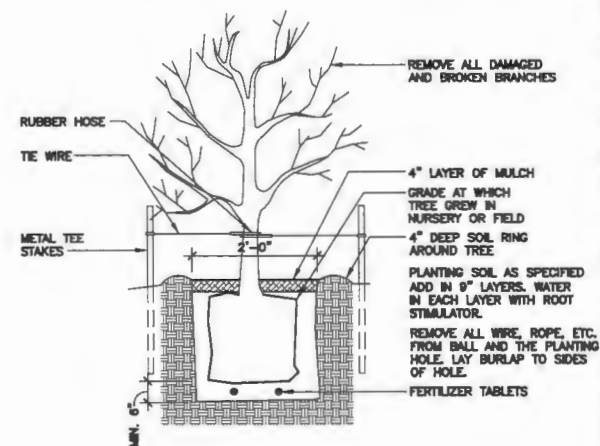 REMOVE ALL DAMAGED
AND BROKEN BRANCHES
RUBBER HOSE
TIE WIRE
4" LAYER OF MULCH
GRADE AT WHICH
TREE GREW IN
NURSERY OR FIELD
METAL TEE
STAKES
2'-0"
4" DEEP SOIL RING
AROUND TREE
PLANTING SOIL AS SPECIFIED
ADD IN 9" LAYERS. WATER
IN EACH LAYER WITH ROOT
STIMULATOR.
REMOVE ALL WIRE, ROPE, ETC.
FROM BALL AND THE PLANTING
HOLE. LAY BURLAP TO SIDES
OF HOLE.
FERTILIZER TABLETS
MIN. 6"